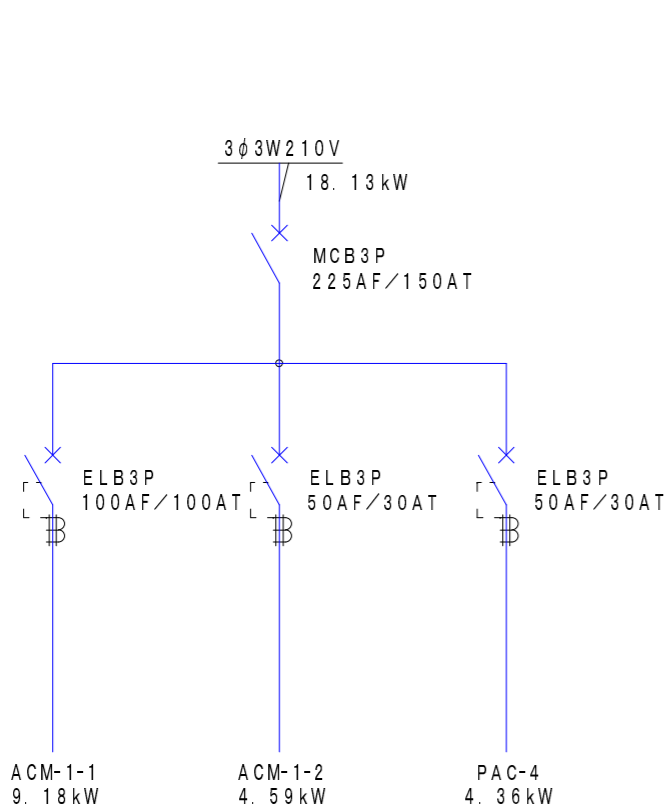 3φ3W210V
18. 13kW
MCB3P
225AF/150AT
ELB3P
100AF/100AT
ELB3P
50AF/30AT
ELB3P
50AF/30AT
ACM-1-1
9. 18kW
ACM-1-2
4. 59kW
PAC-4
4. 36kW